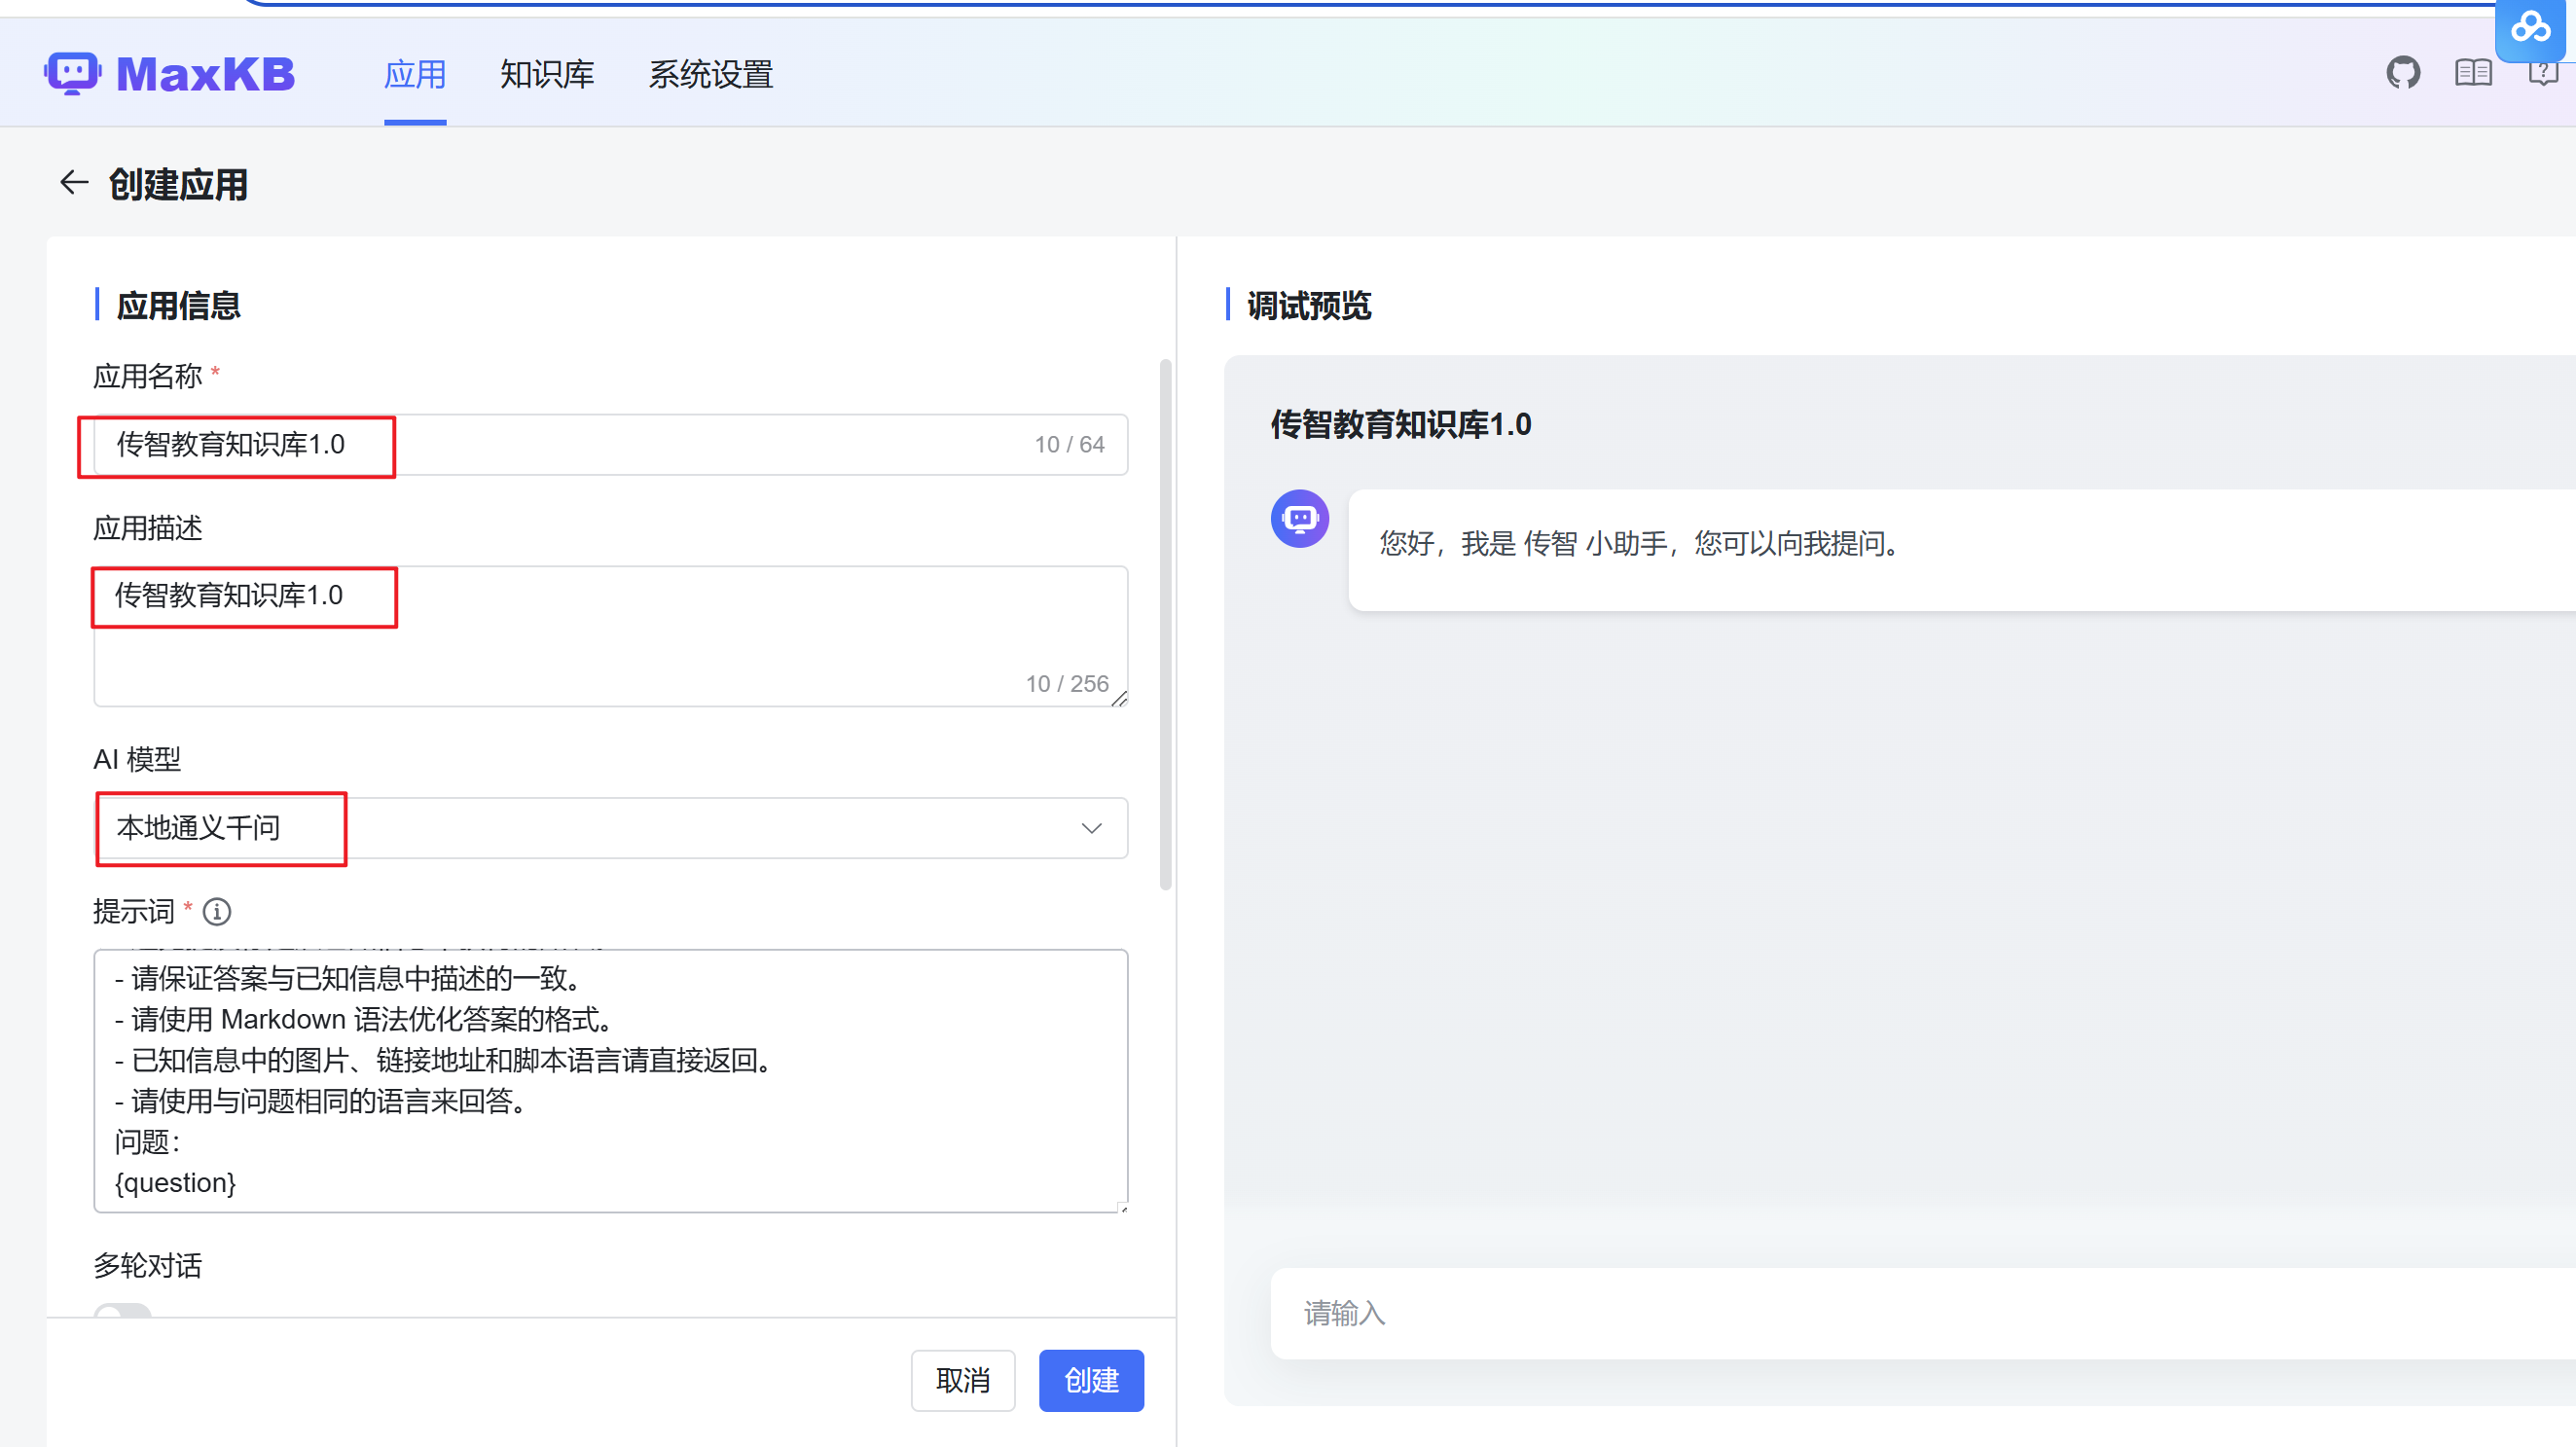 MaxKB
应用
知识库
系统设置
创建应用
应用信息
应用名称 *
传智教育知识库1.0
10 / 64
应用描述
传智教育知识库1.0
10 / 256
AI 模型
本地通义千问
提示词 *
- 请保证答案与已知信息中描述的一致。
- 请使用 Markdown 语法优化答案的格式。
- 已知信息中的图片、链接地址和脚本语言请直接返回。
- 请使用与问题相同的语言来回答。
问题：
{question}
多轮对话
取消
创建
调试预览
传智教育知识库1.0
您好，我是 传智 小助手，您可以向我提问。
请输入